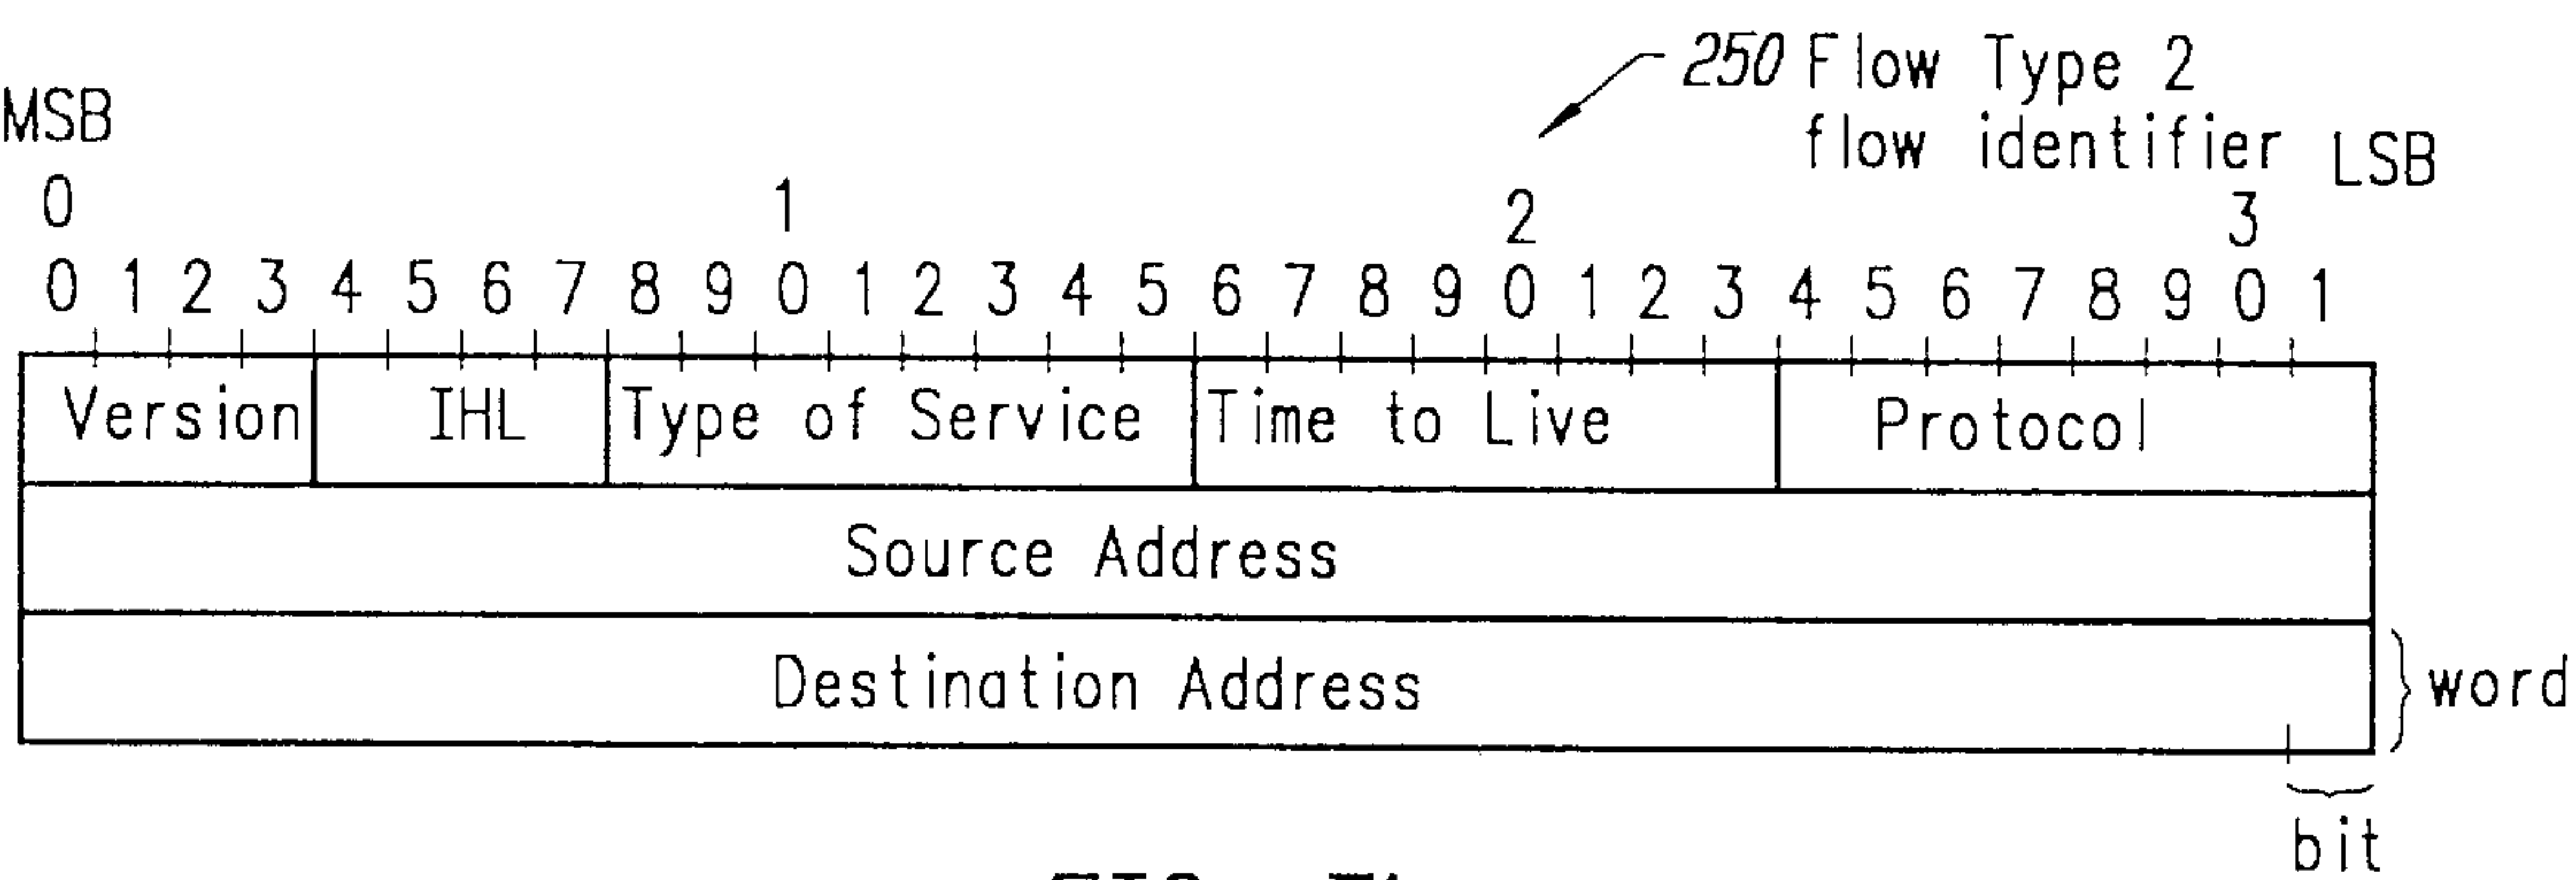 250 Flow Type 2
flow identifier
MSB
LSB
0 1 2 3
0 1 2 3 4 5 6 7 8 9 0 1 2 3 4 5 6 7 8 9 0 1 2 3 4 5 6 7 8 9 0 1
Version IHL Type of Service Time to Live Protocol
Source Address
Destination Address
word
bit